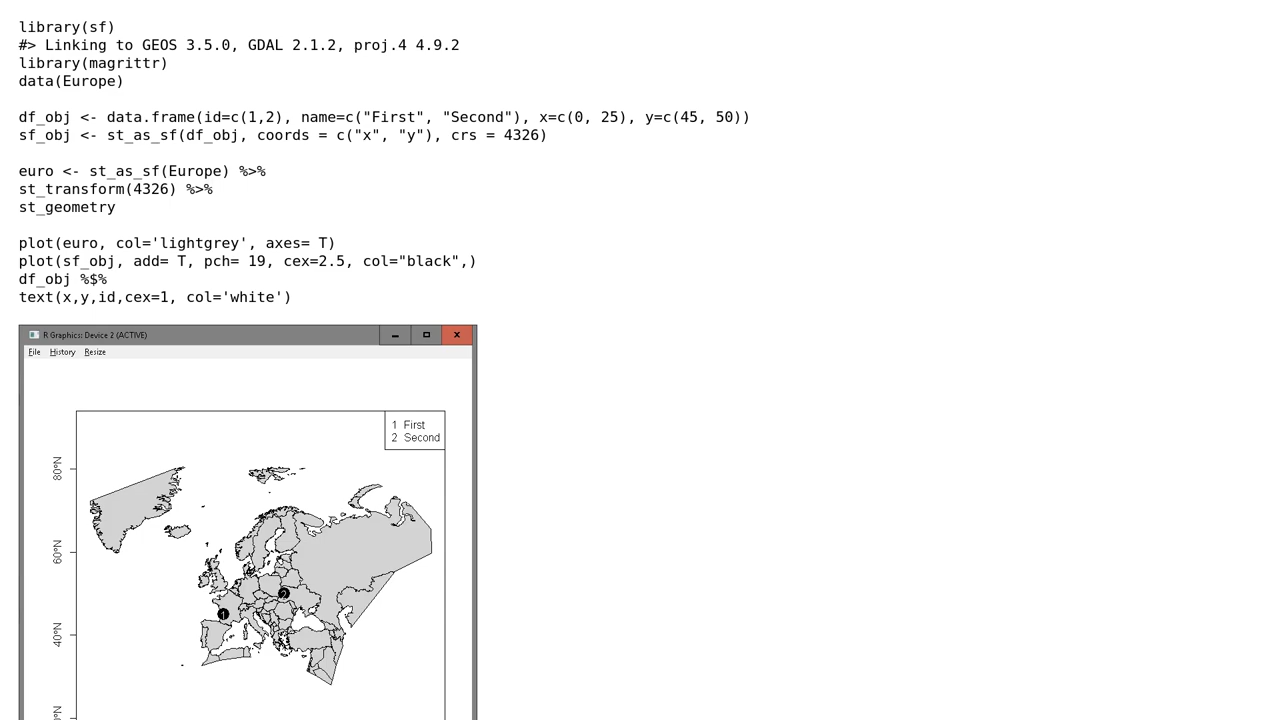 library(sf)
#> Linking to GEOS 3.5.0, GDAL 2.1.2, proj.4 4.9.2
library(magrittr)
data(Europe)
df_obj <- data.frame(id=c(1,2), name=c("First", "Second"), x=c(0, 25), y=c(45, 50))
sf_obj <- st_as_sf(df_obj, coords = c("x", "y"), crs = 4326)
euro <- st_as_sf(Europe) %>%
st_transform(4326) %>%
st_geometry
plot(euro, col='lightgrey', axes= T)
plot(sf_obj, add= T, pch= 19, cex=2.5, col="black",)
df_obj %$%
text(x,y,id,cex=1, col='white')
R Graphics: Device 2 (ACTIVE)
File History Resize
1 First
2 Second
80°N
60°N
2
1
40°N